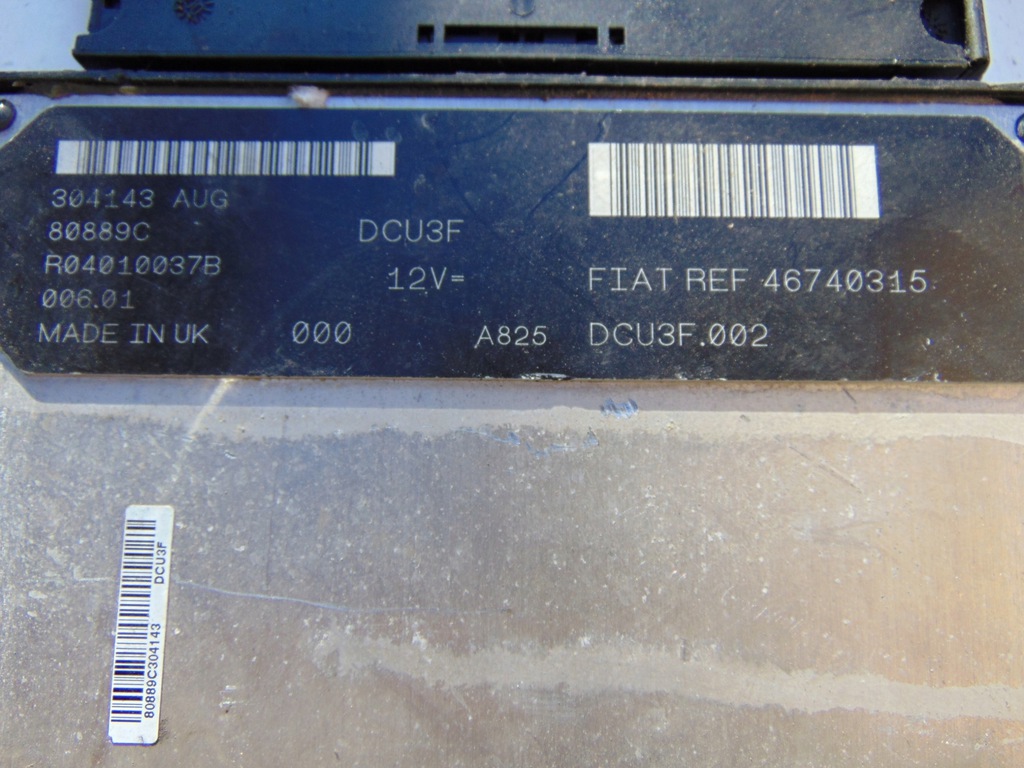 304143 AUG
80889C
R04010037B
006.01
MADE IN UK
000
DCU3F
12V=
A825
FIAT REF 46740315
DCU3F.002
DCU3F
80889C304143